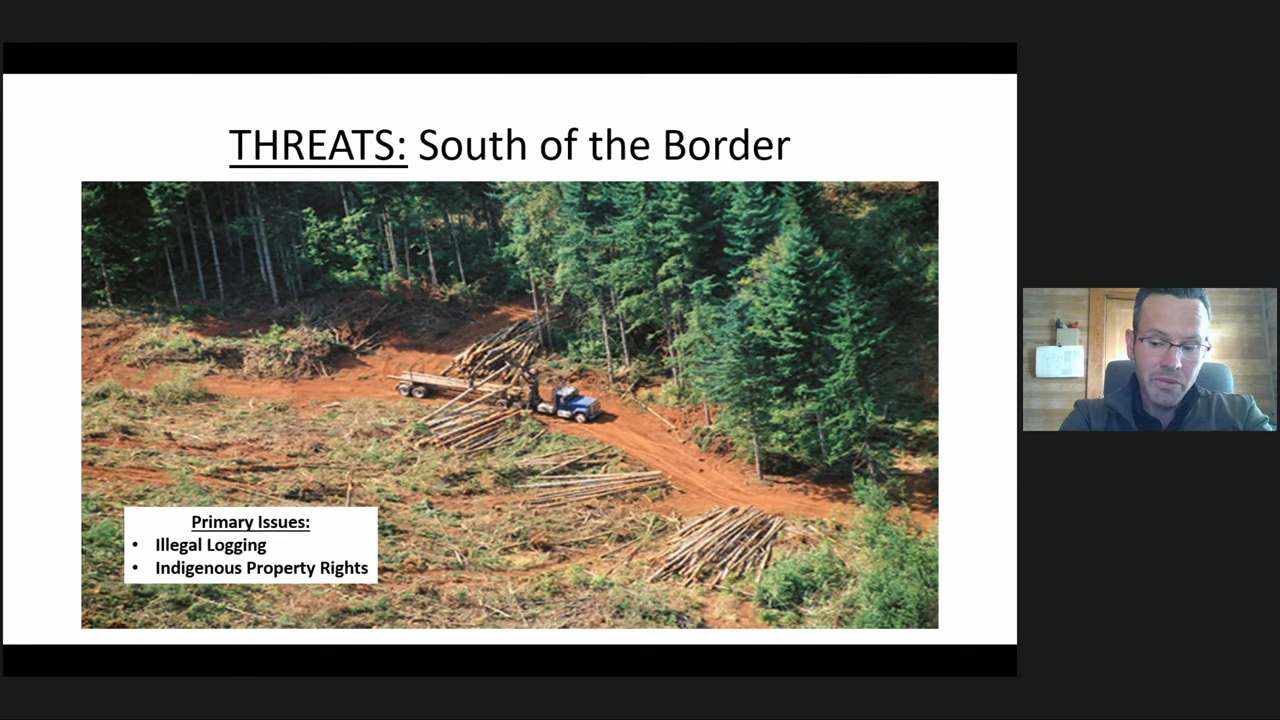 THREATS: South of the Border
Primary Issues:
• Illegal Logging
• Indigenous Property Rights